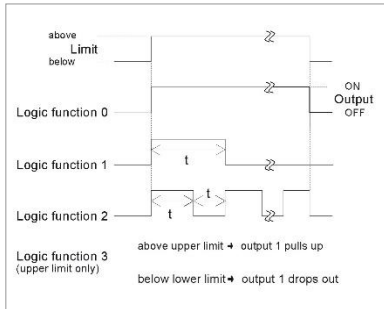 above
Limit
below
ON
Output
OFF
Logic function 0
Logic function 1
t
t
Logic function 2
t
Logic function 3
(upper limit only)
above upper limit → output 1 pulls up
below lower limit → output 1 drops out